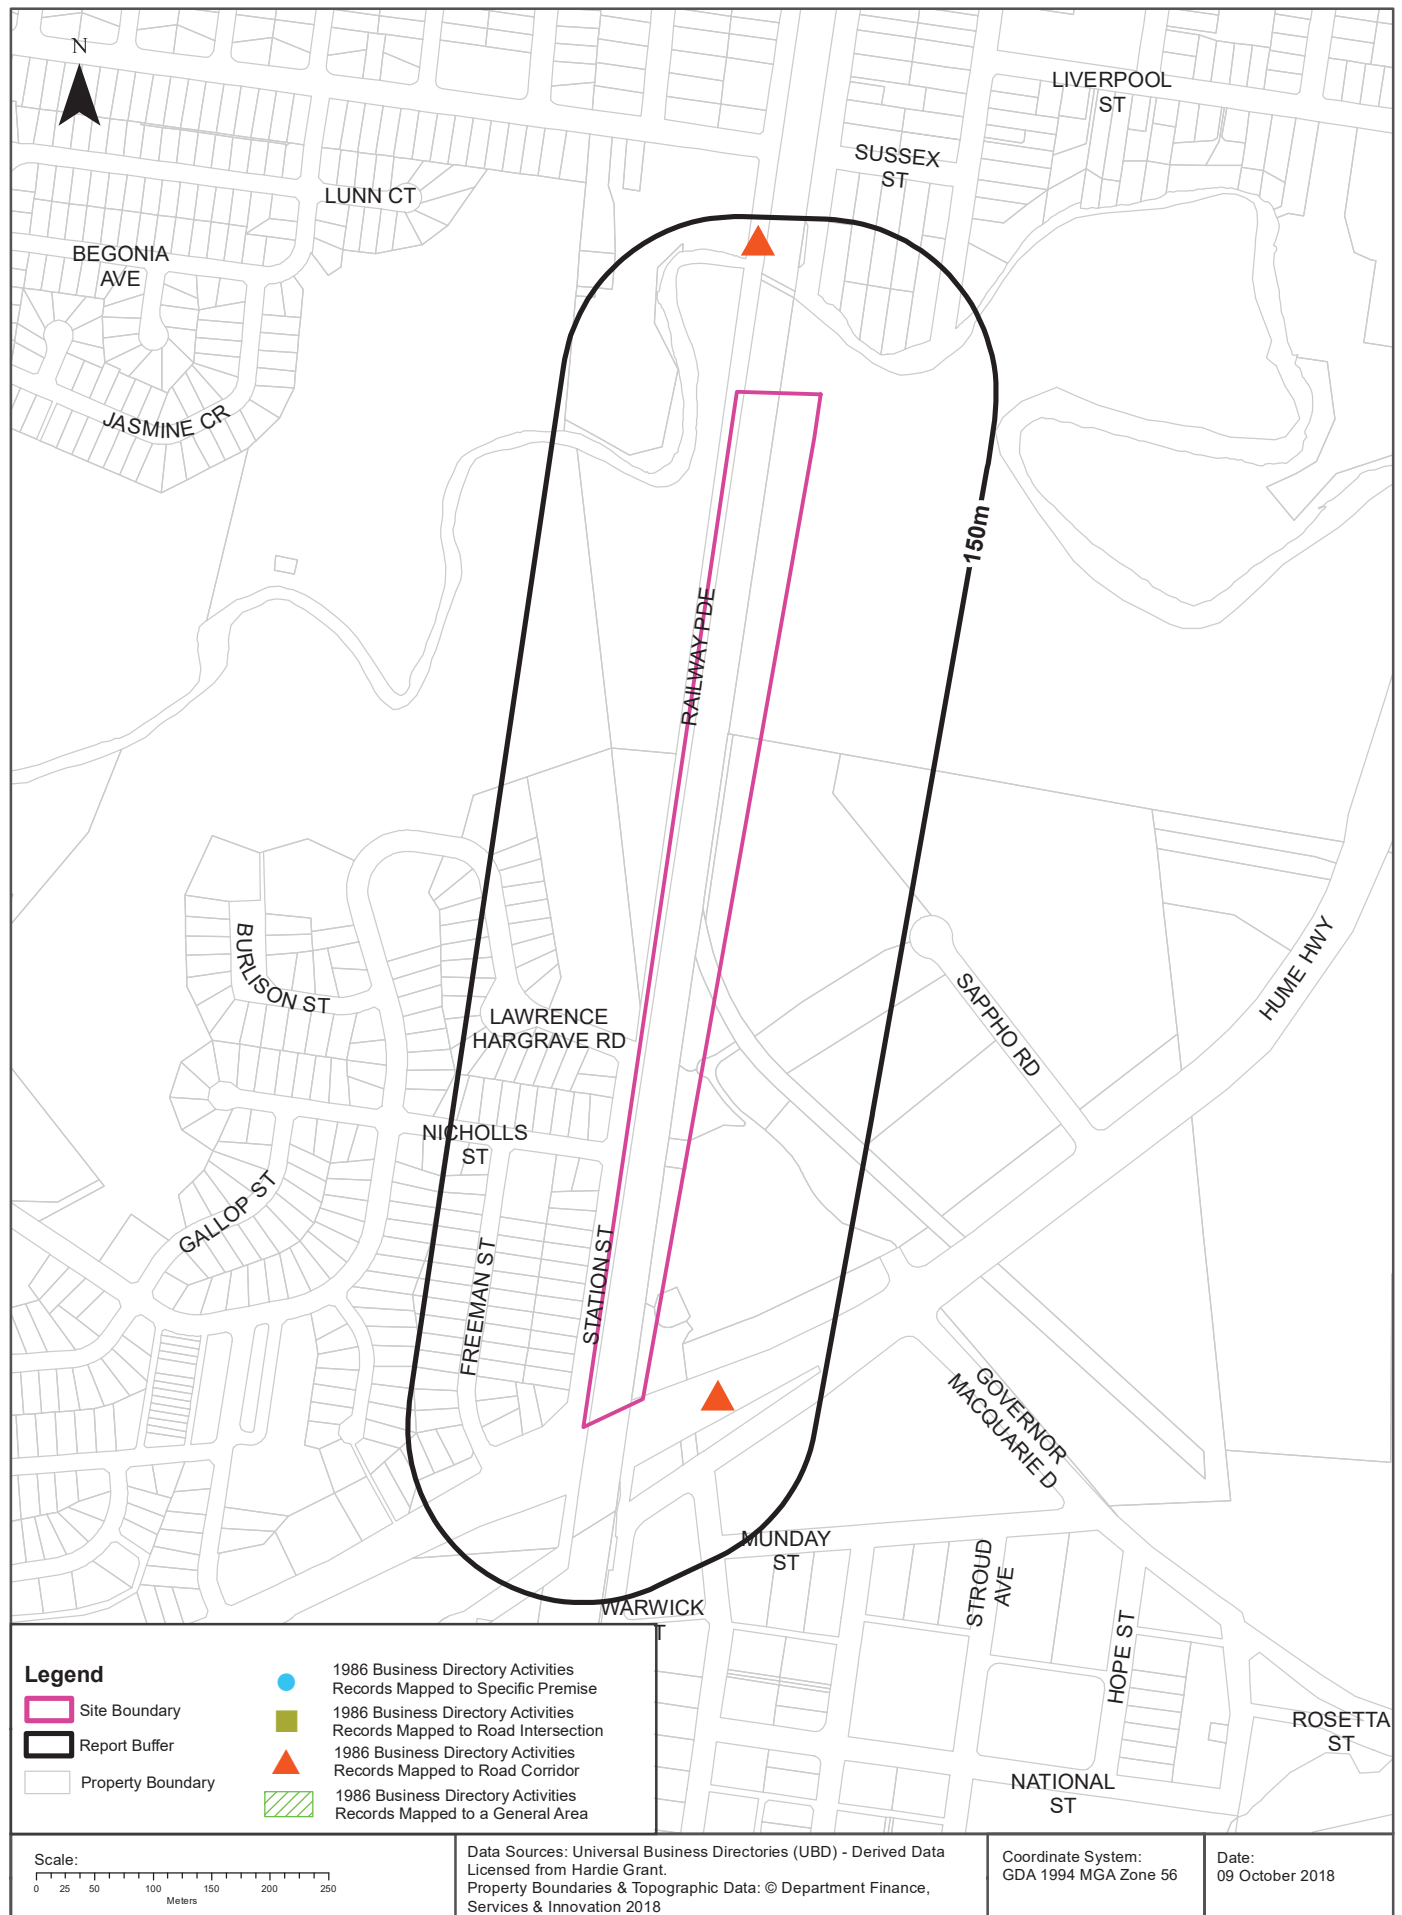 N
LIVERPOOL
ST
SUSSEX
ST
LUNN CT
BEGONIA
AVE
JASMINE CR
150m
RAILWAY PDE
BURLISON ST
SAPPHO RD
HUME HWY
LAWRENCE
HARGRAVE RD
NICHOLLS
ST
GALLOP ST
FREEMAN ST
STATION ST
GOVERNOR
MACQUARIE D
MUNDAY
ST
STROUD
AVE
WARWICK
T
HOPE ST
ROSETTA
ST
NATIONAL
ST
Legend
Site Boundary
Report Buffer
Property Boundary
1986 Business Directory Activities
Records Mapped to Specific Premise
1986 Business Directory Activities
Records Mapped to Road Intersection
1986 Business Directory Activities
Records Mapped to Road Corridor
1986 Business Directory Activities
Records Mapped to a General Area
Scale:
0 25 50 100 150 200 250
Meters
Data Sources: Universal Business Directories (UBD) - Derived Data
Licensed from Hardie Grant.
Property Boundaries & Topographic Data: © Department Finance,
Services & Innovation 2018
Coordinate System:
GDA 1994 MGA Zone 56
Date:
09 October 2018